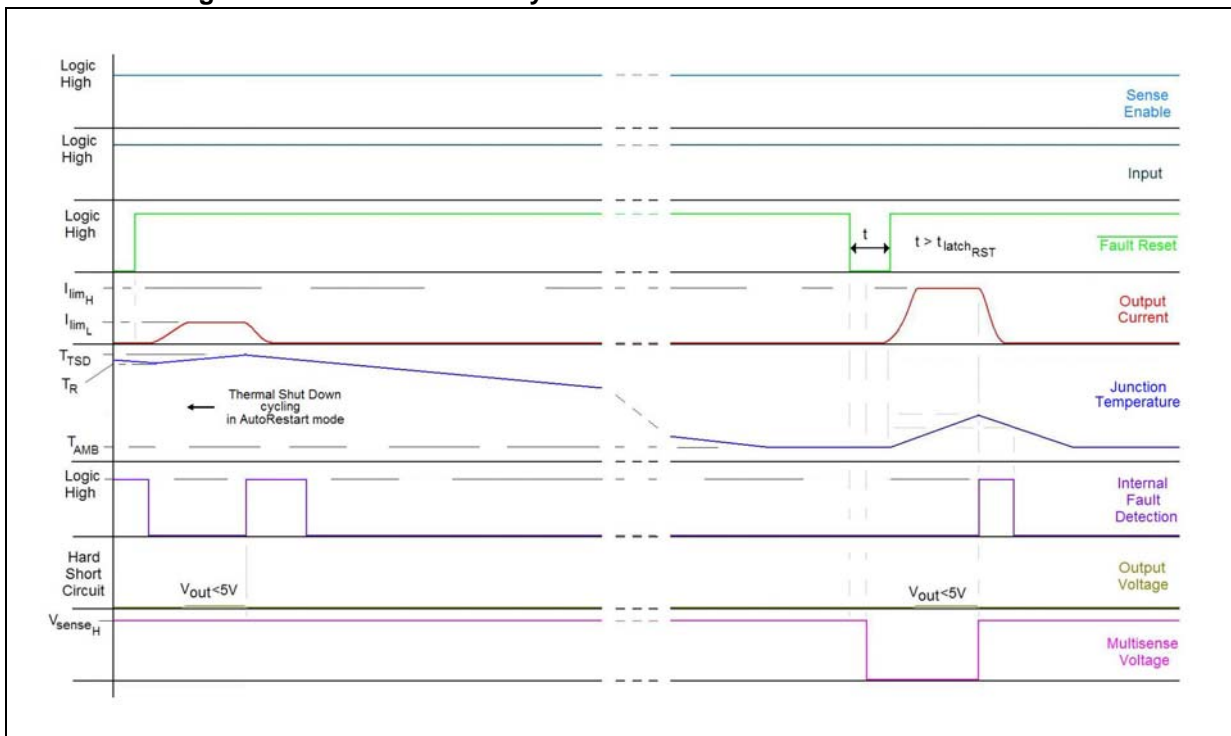 Logic
High
Sense
Enable
Logic
High
Input
Logic
High
t
t > tlatchRST
Fault Reset
IlimH
IlimL
Output
Current
TTSD
TR
Thermal Shut Down
cycling
in AutoRestart mode
TAMB
Junction
Temperature
Logic
High
Internal
Fault
Detection
Hard
Short
Circuit
Vout<5V
Vout<5V
Output
Voltage
VsenseH
Multisense
Voltage